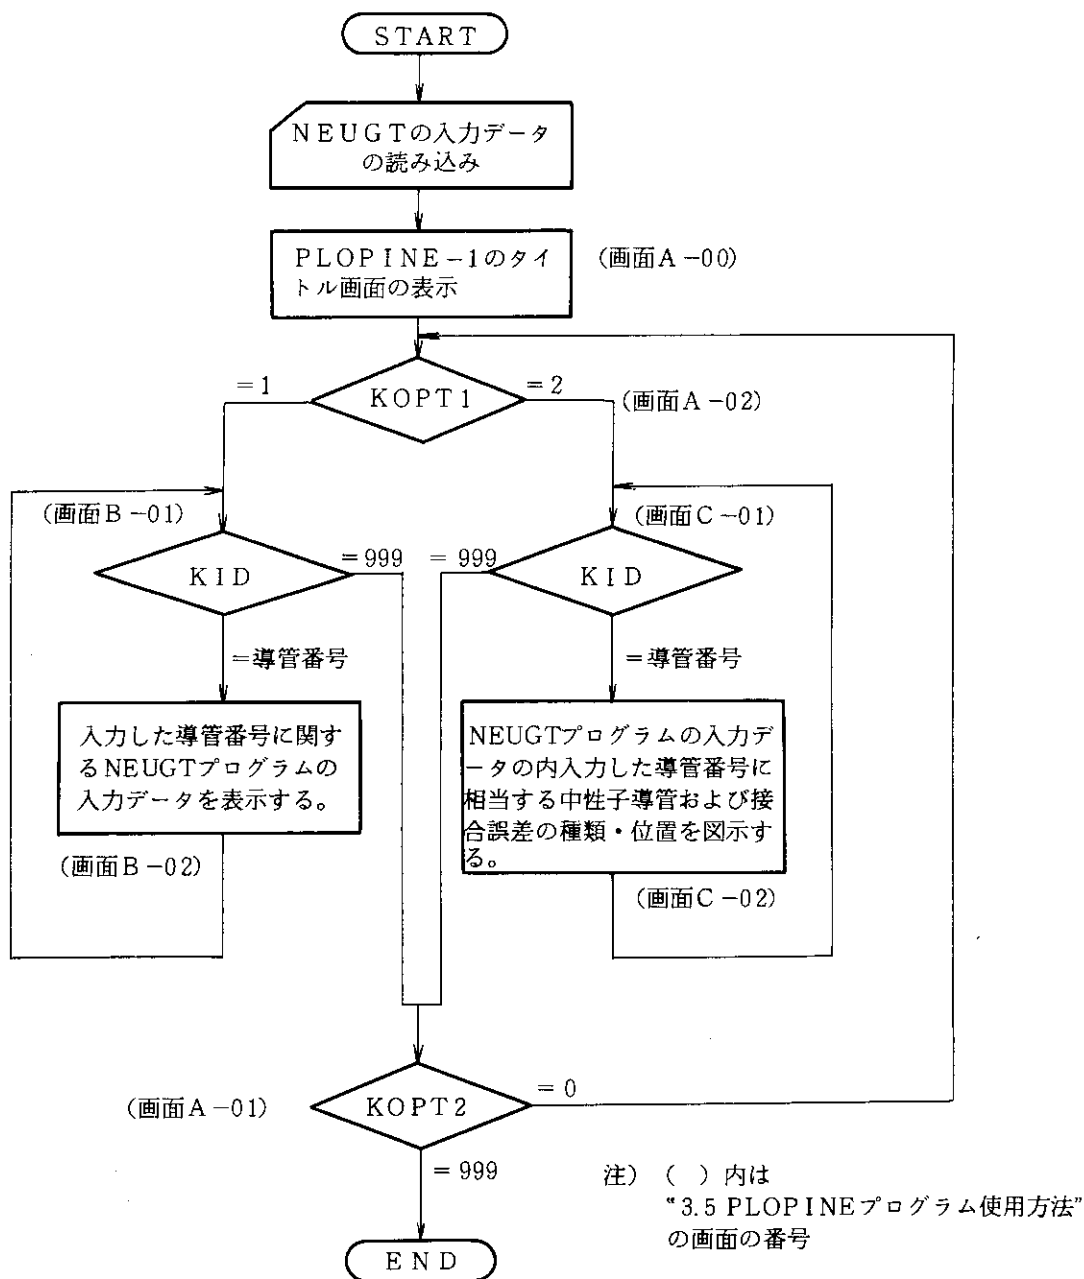 START
NEUGTの入力データ
の読み込み
PLOPINE-1のタイ
トル画面の表示
(画面A-00)
=1
KOPT1
=2
(画面A-02)
(画面B-01)
(画面C-01)
KID
=999
=999
KID
=導管番号
=導管番号
入力した導管番号に関す
るNEUGTプログラムの
入力データを表示する。
NEUGTプログラムの入力デ
ータの内入力した導管番号に
相当する中性子導管および接
合誤差の種類・位置を図示す
る。
(画面B-02)
(画面C-02)
(画面A-01)
KOPT2
=0
=999
END
注) ( )内は
“3.5 PLOPINEプログラム使用方法”
の画面の番号